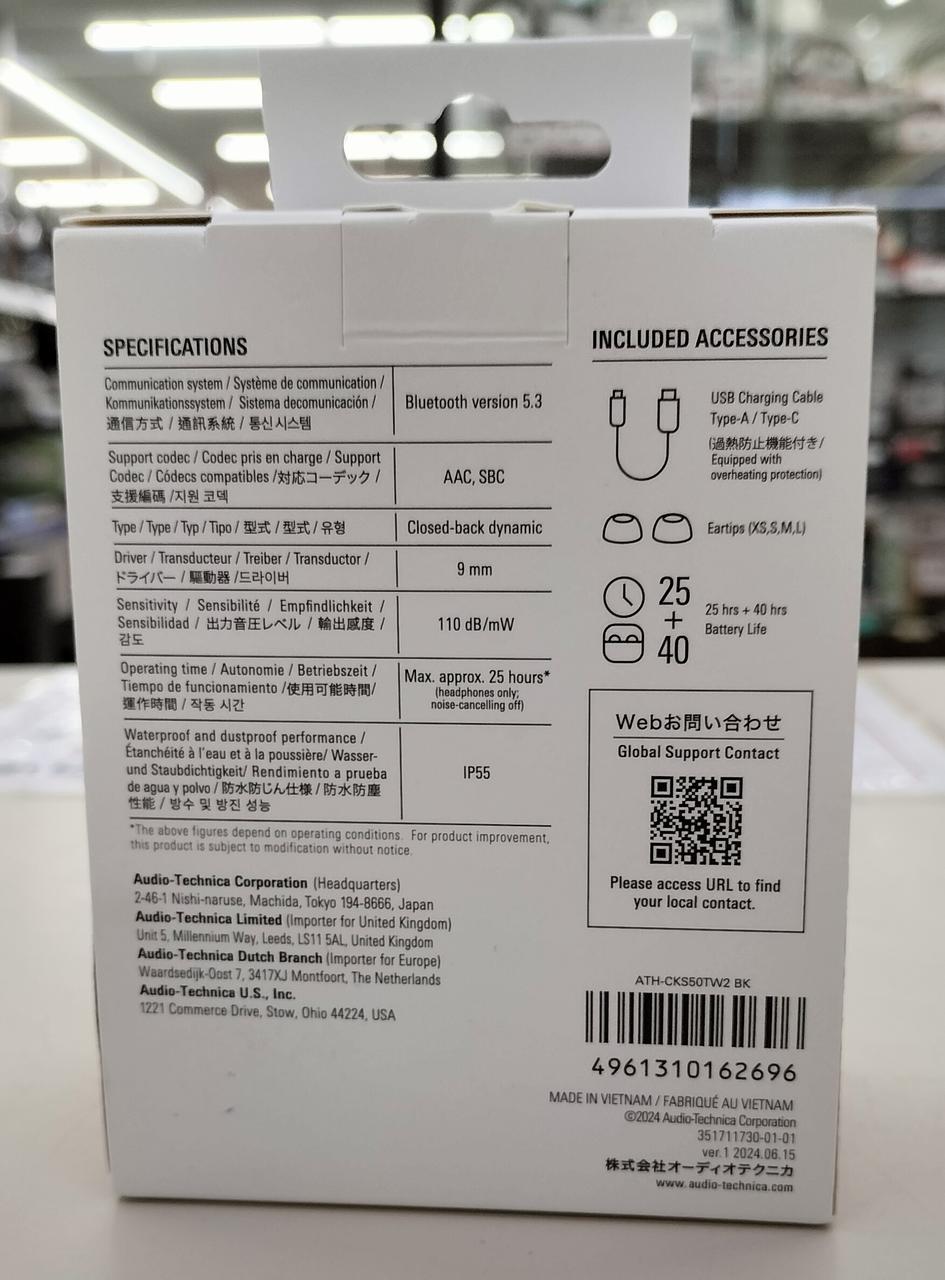 SPECIFICATIONS
Communication system / Système de communication /
Kommunikationssystem / Sistema decomunicación /
通信方式 / 通訊系統 / 통신 시스템
Bluetooth version 5.3
Support codec / Codec pris en charge / Support
Codec / Códecs compatibles /対応コーデック /
支援編碼 /지원 코덱
AAC, SBC
Type / Type / Typ / Tipo / 型式 / 型式 / 유형
Closed-back dynamic
Driver / Transducteur / Treiber / Transductor /
ドライバー / 驅動器 /드라이버
9 mm
Sensitivity / Sensibilité / Empfindlichkeit /
Sensibilidad / 出力音圧レベル / 輸出感度 /
감도
110 dB/mW
Operating time / Autonomie / Betriebszeit /
Tiempo de funcionamiento /使用可能時間/
運作時間 / 작동 시간
Max. approx. 25 hours*
(headphones only;
noise-cancelling off)
Waterproof and dustproof performance /
Étanchéité à l'eau et à la poussière/ Wasser-
und Staubdichtigkeit/ Rendimiento a prueba
de agua y polvo / 防水防じん仕様 / 防水防塵
性能 / 방수 및 방진 성능
IP55
*The above figures depend on operating conditions. For product improvement,
this product is subject to modification without notice.
Audio-Technica Corporation (Headquarters)
2-46-1 Nishi-naruse, Machida, Tokyo 194-8666, Japan
Audio-Technica Limited (Importer for United Kingdom)
Unit 5, Millennium Way, Leeds, LS11 5AL, United Kingdom
Audio-Technica Dutch Branch (Importer for Europe)
Waardsedijk-Oost 7, 3417XJ Montfoort, The Netherlands
Audio-Technica U.S., Inc.
1221 Commerce Drive, Stow, Ohio 44224, USA
INCLUDED ACCESSORIES
USB Charging Cable
Type-A / Type-C
(過熱防止機能付き/
Equipped with
overheating protection)
Eartips (XS,S,M,L)
25
+
40
25 hrs + 40 hrs
Battery Life
Webお問い合わせ
Global Support Contact
Please access URL to find
your local contact.
ATH-CKS50TW2 BK
4961310162696
MADE IN VIETNAM / FABRIQUÉ AU VIETNAM
©2024 Audio-Technica Corporation
351711730-01-01
ver.1 2024.06.15
株式会社オーディオテクニカ
www.audio-technica.com